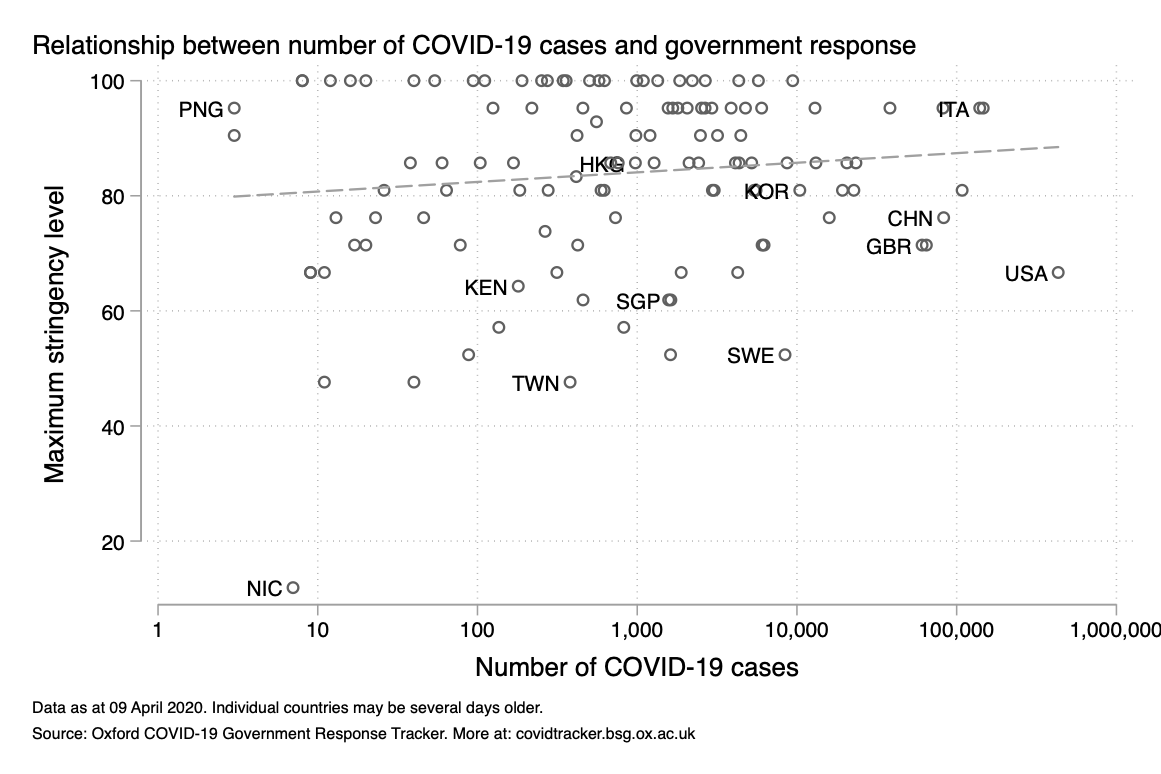 Relationship between number of COVID-19 cases and government response
100
80
60
40
20
Maximum stringency level
PNG
ITA
HKG
KOR
CHN
GBR
USA
KEN
SGP
SWE
TWN
NIC
1 10 100 1,000 10,000 100,000 1,000,000
Number of COVID-19 cases
Data as at 09 April 2020. Individual countries may be several days older.
Source: Oxford COVID-19 Government Response Tracker. More at: covidtracker.bsg.ox.ac.uk